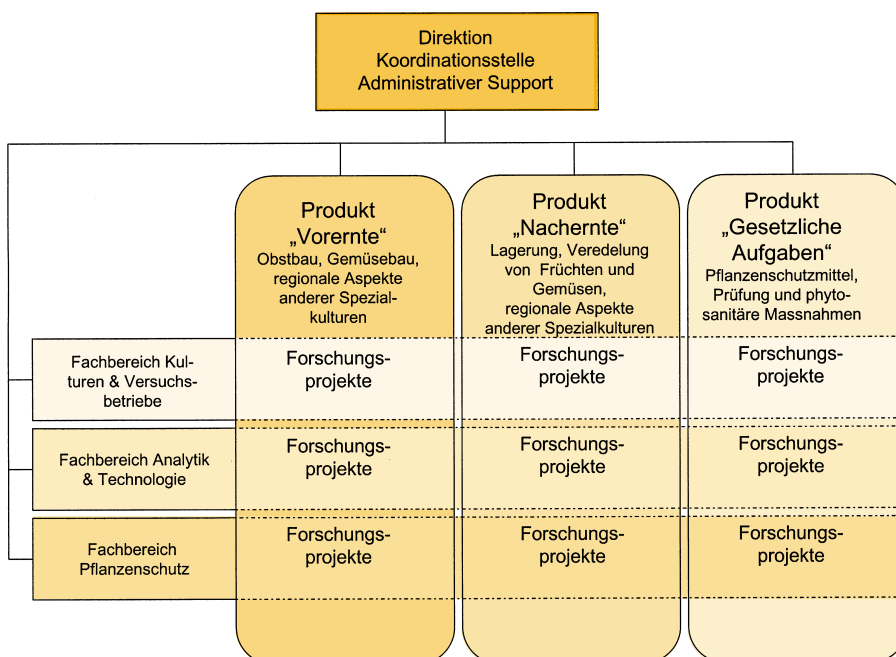 Direktion
Koordinationsstelle
Administrativer Support
Produkt
„Vorernte“
Obstbau, Gemüsebau,
regionale Aspekte
anderer Spezial-
kulturen
Produkt
„Nachernte“
Lagerung, Veredelung
von Früchten und
Gemüsen,
regionale Aspekte
anderer Spezialkulturen
Produkt
„Gesetzliche
Aufgaben“
Pflanzenschutzmittel,
Prüfung und phyto-
sanitäre Massnahmen
Fachbereich Kul-
turen & Versuchs-
betriebe
Forschungs-
projekte
Forschungs-
projekte
Forschungs-
projekte
Fachbereich Analytik
& Technologie
Forschungs-
projekte
Forschungs-
projekte
Forschungs-
projekte
Fachbereich
Pflanzenschutz
Forschungs-
projekte
Forschungs-
projekte
Forschungs-
projekte